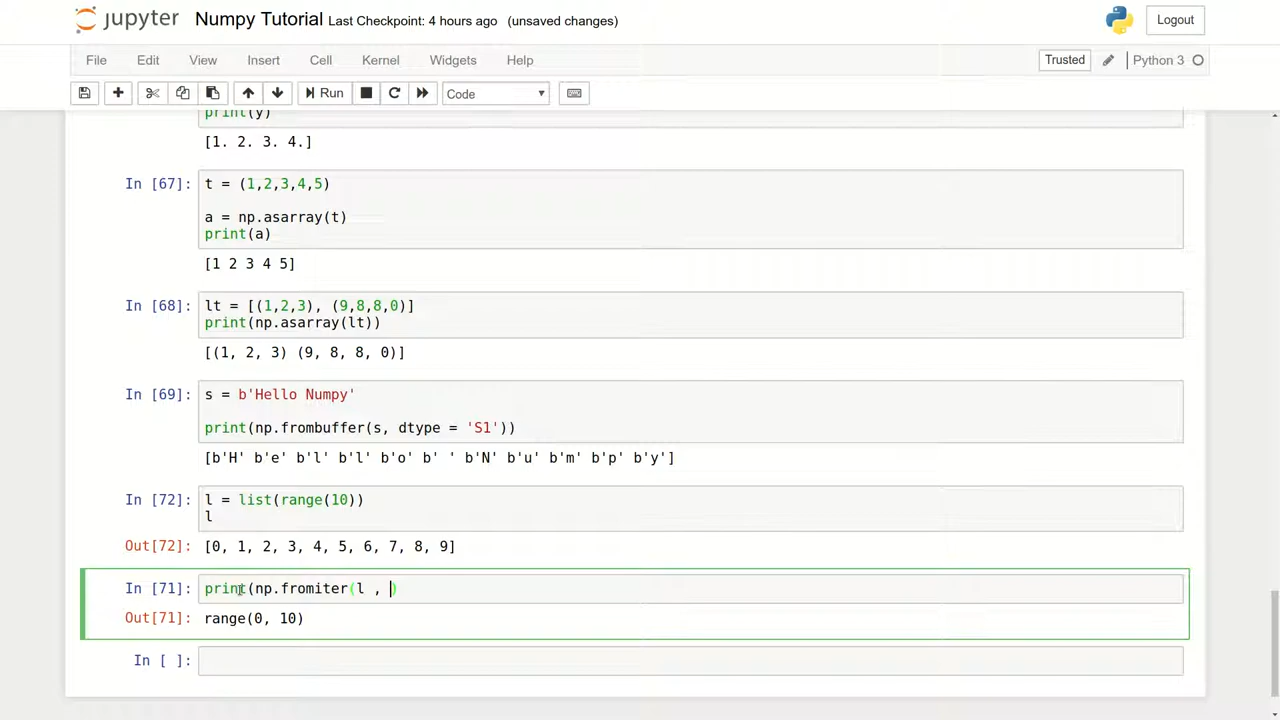 jupyter Numpy Tutorial Last Checkpoint: 4 hours ago (unsaved changes) Logout
File Edit View Insert Cell Kernel Widgets Help Trusted Python 3
Run Code
print(y)
[1. 2. 3. 4.]
In [67]: t = (1,2,3,4,5)
a = np.asarray(t)
print(a)
[1 2 3 4 5]
In [68]: lt = [(1,2,3), (9,8,8,0)]
print(np.asarray(lt))
[(1, 2, 3) (9, 8, 8, 0)]
In [69]: s = b'Hello Numpy'
print(np.frombuffer(s, dtype = 'S1'))
[b'H' b'e' b'l' b'l' b'o' b' ' b'N' b'u' b'm' b'p' b'y']
In [72]: l = list(range(10))
l
Out[72]: [0, 1, 2, 3, 4, 5, 6, 7, 8, 9]
In [71]: print(np.fromiter(l , )
Out[71]: range(0, 10)
In [ ]: